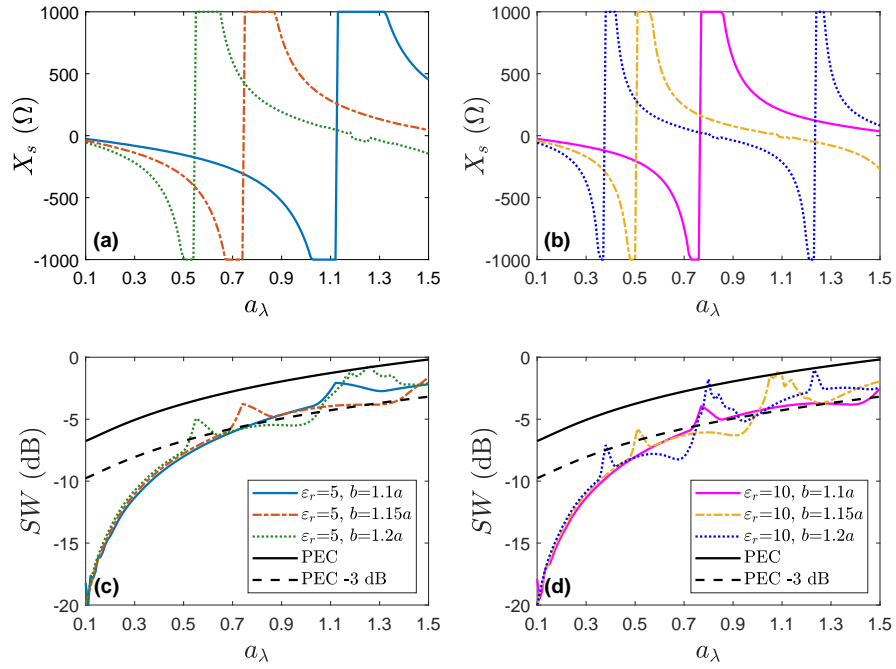 1000
500
0
-500
-1000
X_s (Ω)
(a)
0.1 0.3 0.5 0.7 0.9 1.1 1.3 1.5
a_λ
1000
500
0
-500
-1000
X_s (Ω)
(b)
0.1 0.3 0.5 0.7 0.9 1.1 1.3 1.5
a_λ
0
-5
-10
-15
-20
SW (dB)
(c)
ε_r=5, b=1.1a
ε_r=5, b=1.15a
ε_r=5, b=1.2a
PEC
PEC -3 dB
0.1 0.3 0.5 0.7 0.9 1.1 1.3 1.5
a_λ
0
-5
-10
-15
-20
SW (dB)
(d)
ε_r=10, b=1.1a
ε_r=10, b=1.15a
ε_r=10, b=1.2a
PEC
PEC -3 dB
0.1 0.3 0.5 0.7 0.9 1.1 1.3 1.5
a_λ